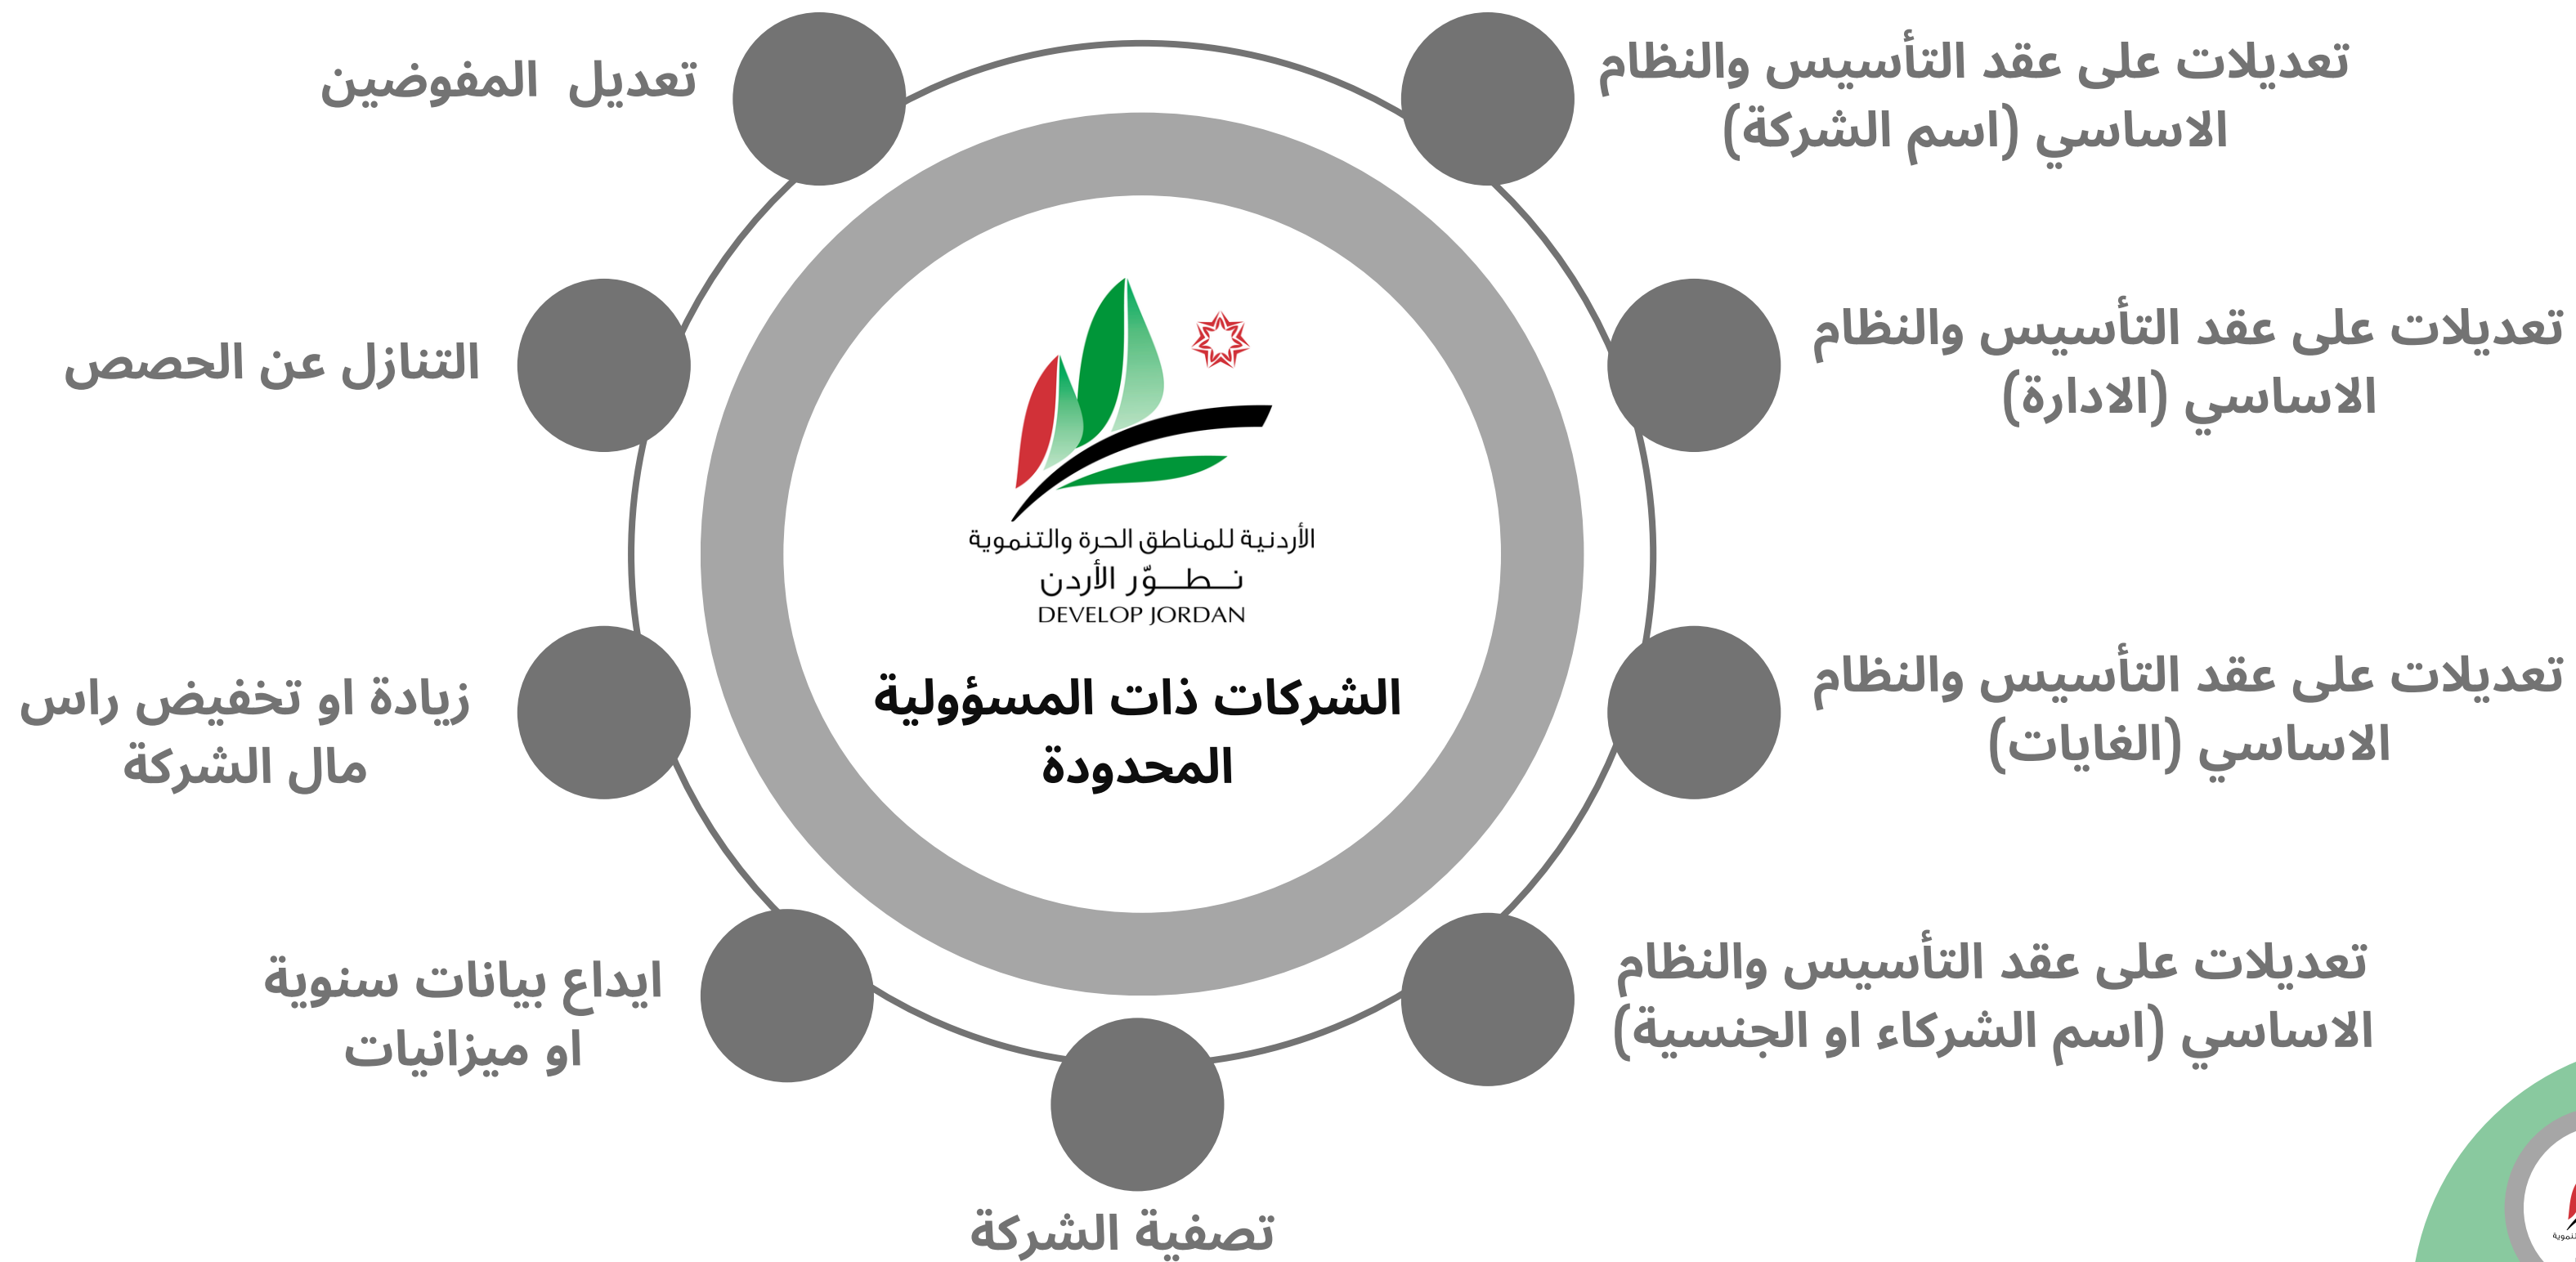 تعديلات على عقد التأسيس والنظام
الاساسي (اسم الشركة)
تعديلات على عقد التأسيس والنظام
الاساسي (الادارة)
تعديلات على عقد التأسيس والنظام
الاساسي (الغايات)
تعديلات على عقد التأسيس والنظام
الاساسي (اسم الشركاء او الجنسية)
تعديل المفوضين
التنازل عن الحصص
زيادة او تخفيض راس
مال الشركة
ايداع بيانات سنوية
او ميزانيات
تصفية الشركة
الأردنية للمناطق الحرة والتنموية
نـطـوّر الأردن
DEVELOP JORDAN
الشركات ذات المسؤولية
المحدودة